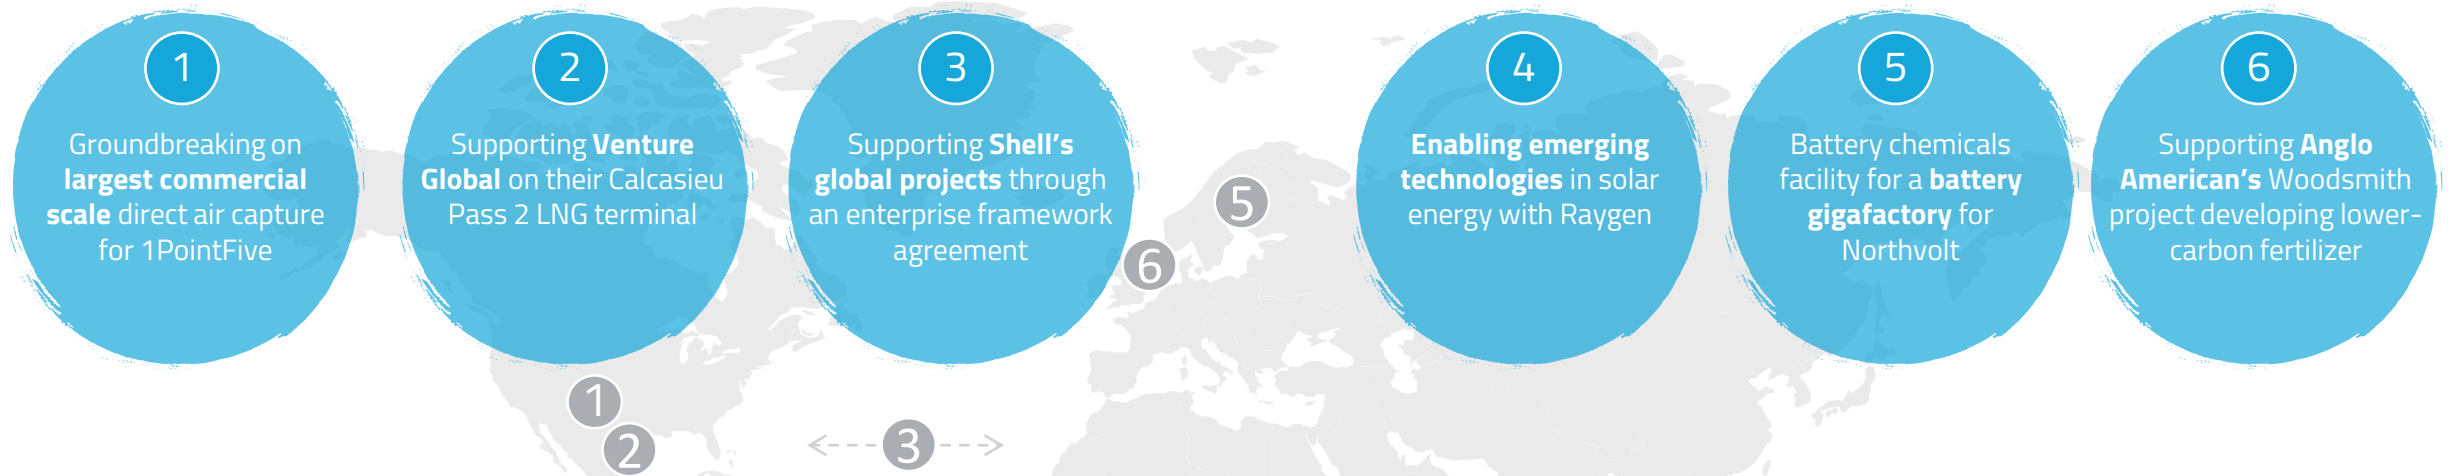 1
Groundbreaking on
largest commercial
scale direct air capture
for 1PointFive
2
Supporting Venture
Global on their Calcasieu
Pass 2 LNG terminal
3
Supporting Shell’s
global projects through
an enterprise framework
agreement
4
Enabling emerging
technologies in solar
energy with Raygen
5
Battery chemicals
facility for a battery
gigafactory for
Northvolt
6
Supporting Anglo
American’s Woodsmith
project developing lower-
carbon fertilizer
5
6
1
2
3